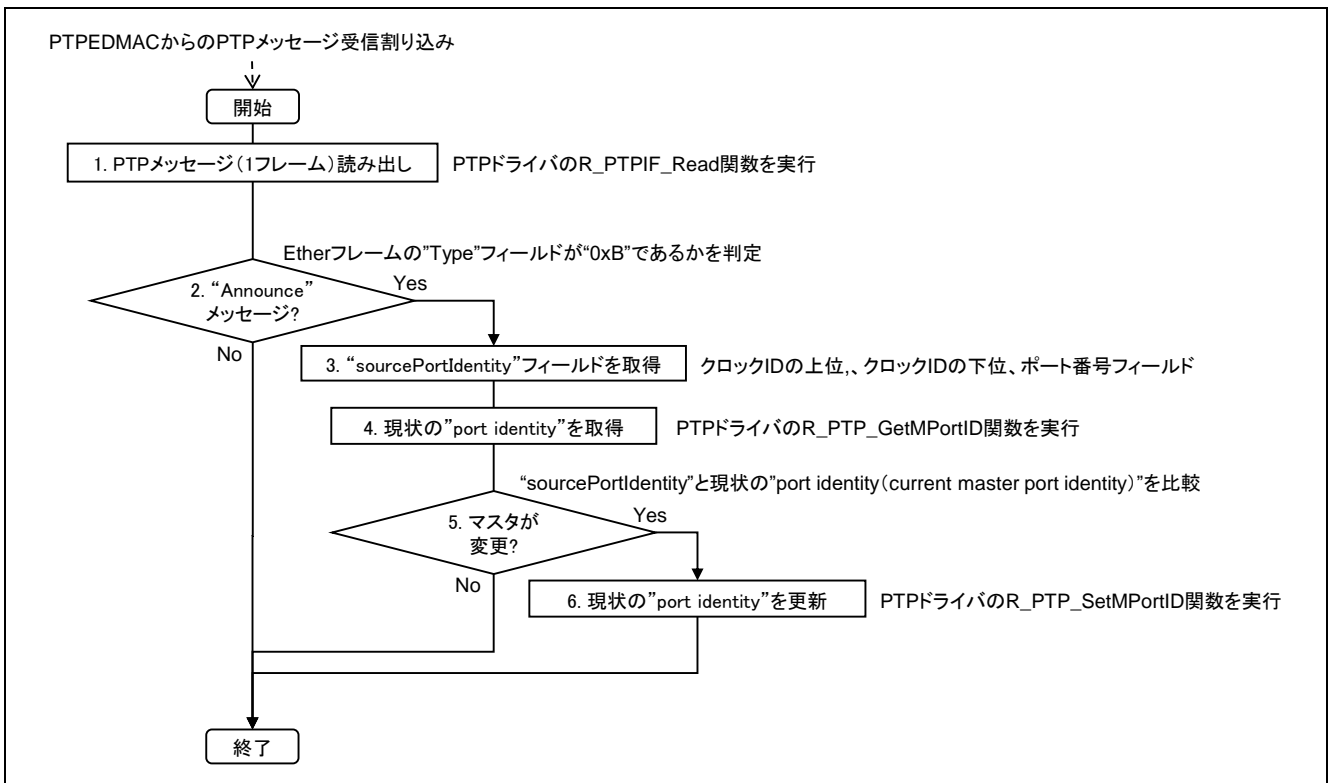 PTPEDMACからのPTPメッセージ受信割り込み
開始
1. PTPメッセージ（1フレーム）読み出し
PTPドライバのR_PTPIF_Read関数を実行
Etherフレームの”Type”フィールドが“0xB”であるかを判定
2. “Announce”
メッセージ?
Yes
No
3. “sourcePortIdentity”フィールドを取得
クロックIDの上位,、クロックIDの下位、ポート番号フィールド
4. 現状の”port identity”を取得
PTPドライバのR_PTP_GetMPortID関数を実行
“sourcePortIdentity”と現状の”port identity（current master port identity）”を比較
5. マスタが
変更?
Yes
No
6. 現状の”port identity”を更新
PTPドライバのR_PTP_SetMPortID関数を実行
終了